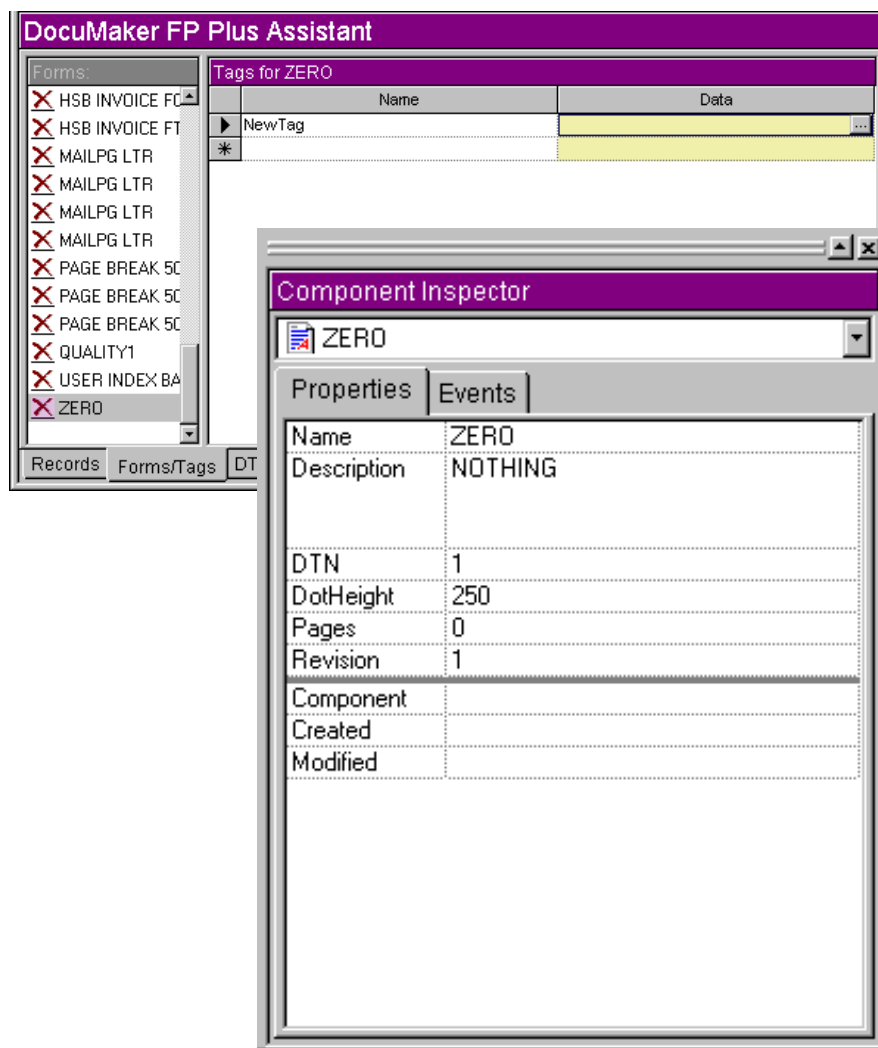 DocuMaker FP Plus Assistant
Forms:
HSB INVOICE FO
HSB INVOICE FT
MAILPG LTR
MAILPG LTR
MAILPG LTR
MAILPG LTR
PAGE BREAK 50
PAGE BREAK 50
PAGE BREAK 50
QUALITY1
USER INDEX BA
ZERO
Tags for ZERO
Name Data
NewTag ...
Records Forms/Tags DT
Component Inspector
ZERO
Properties Events
Name ZERO
Description NOTHING
DTN 1
DotHeight 250
Pages 0
Revision 1
Component
Created
Modified